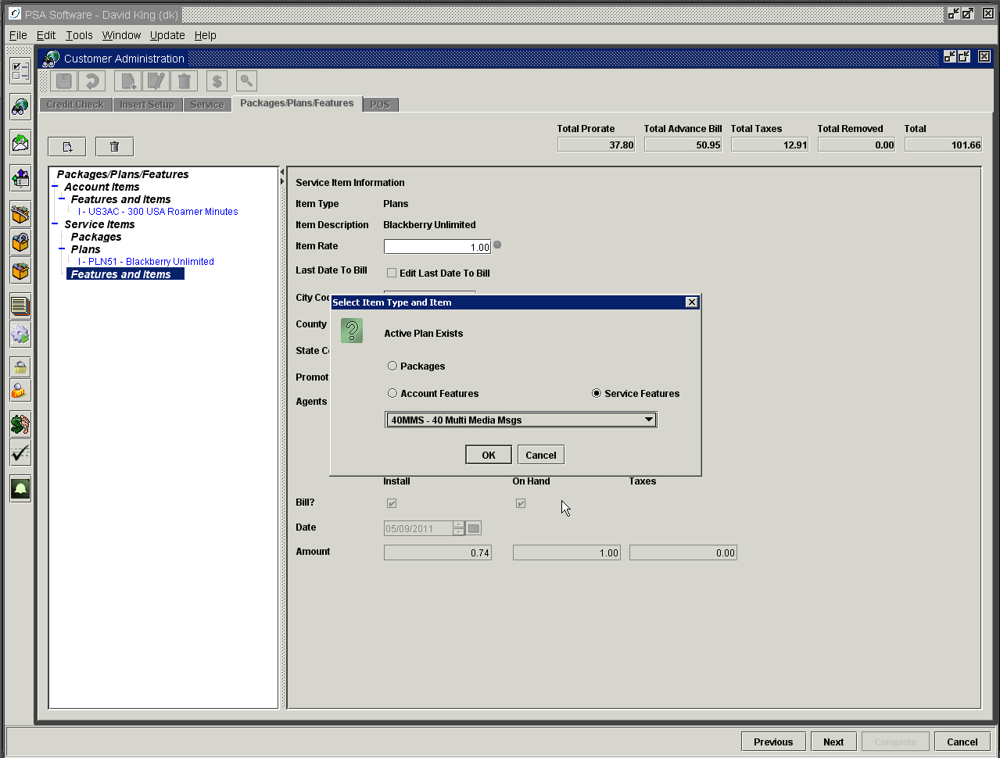 PSA Software - David King (dk)
File Edit Tools Window Update Help
Customer Administration
Credit Check Insert Setup Service Packages/Plans/Features POS
Total Prorate Total Advance Bill Total Taxes Total Removed Total
37.80 50.95 12.91 0.00 101.66
Packages/Plans/Features
Account Items
Features and Items
I - US3AC - 300 USA Roamer Minutes
Service Items
Packages
Plans
I - PLN51 - Blackberry Unlimited
Features and Items
Service Item Information
Item Type Plans
Item Description Blackberry Unlimited
Item Rate 1.00
Last Date To Bill Edit Last Date To Bill
City Coo
County
State C
Promot
Agents
Select Item Type and Item
Active Plan Exists
Packages
Account Features Service Features
40MMS - 40 Multi Media Msgs
OK Cancel
Install On Hand Taxes
Bill?
Date 05/09/2011
Amount 0.74 1.00 0.00
Previous Next Complete Cancel